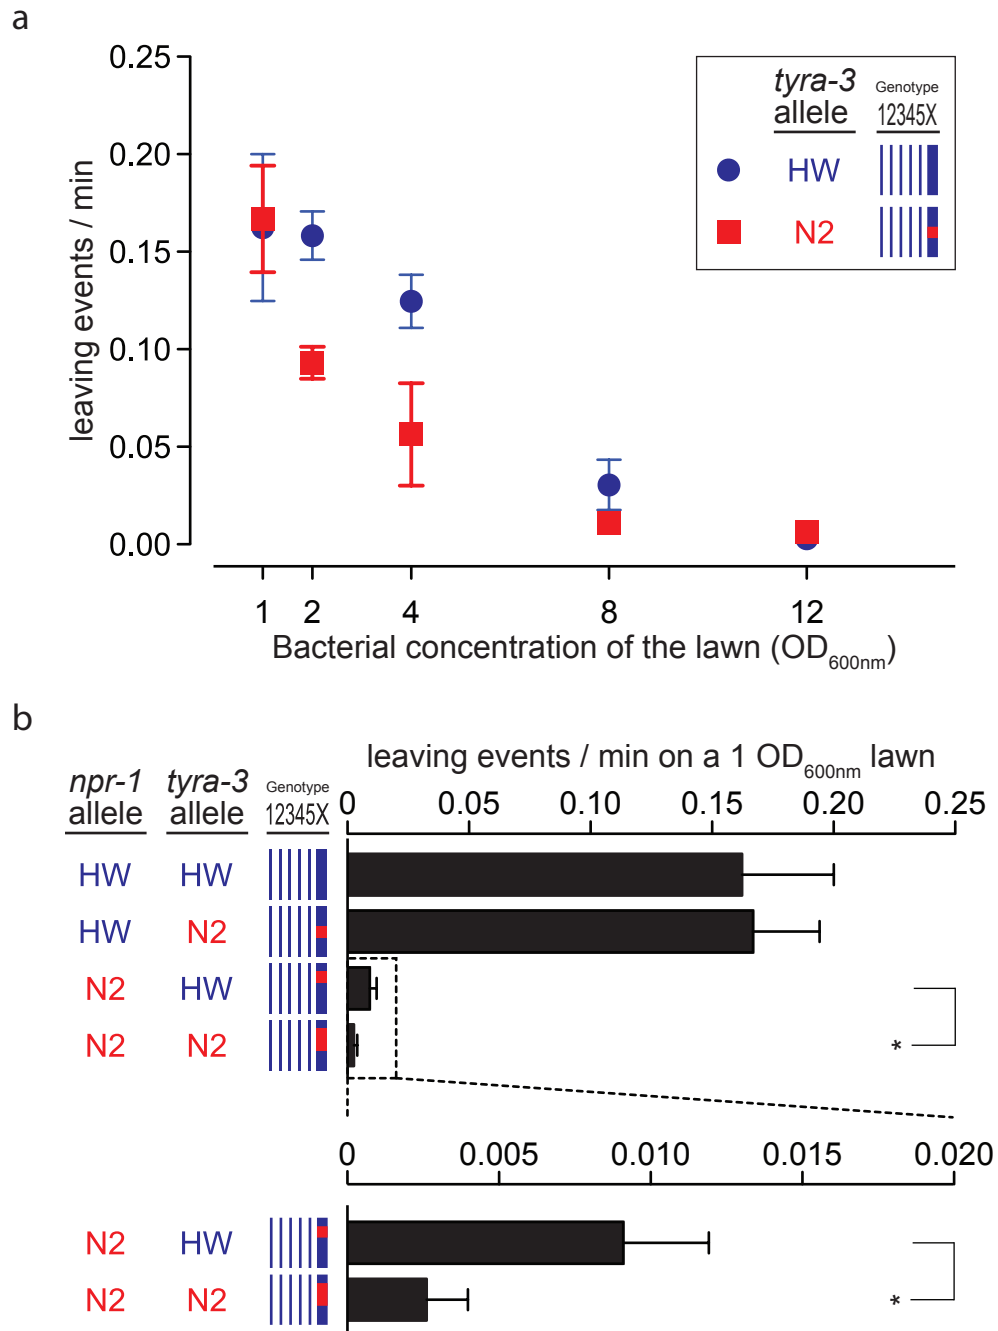 a
0.25
0.20
0.15
0.10
0.05
0.00
leaving events / min
tyra-3 allele
Genotype
12345X
HW
N2
1 2 4 8 12
Bacterial concentration of the lawn (OD600nm)
b
leaving events / min on a 1 OD600nm lawn
npr-1 allele
tyra-3 allele
Genotype
12345X
0 0.05 0.10 0.15 0.20 0.25
HW HW
HW N2
N2 HW
N2 N2
*
0 0.005 0.010 0.015 0.020
N2 HW
N2 N2
*